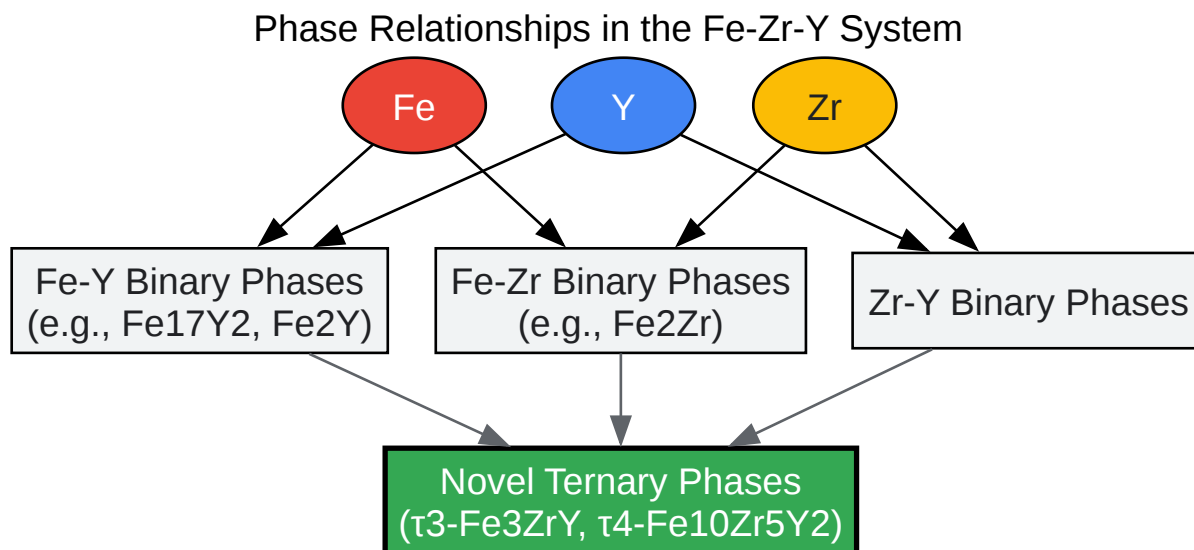 Phase Relationships in the Fe-Zr-Y System
Fe
Y
Zr
Fe-Y Binary Phases
(e.g., Fe17Y2, Fe2Y)
Fe-Zr Binary Phases
(e.g., Fe2Zr)
Zr-Y Binary Phases
Novel Ternary Phases
(τ3-Fe3ZrY, τ4-Fe10Zr5Y2)